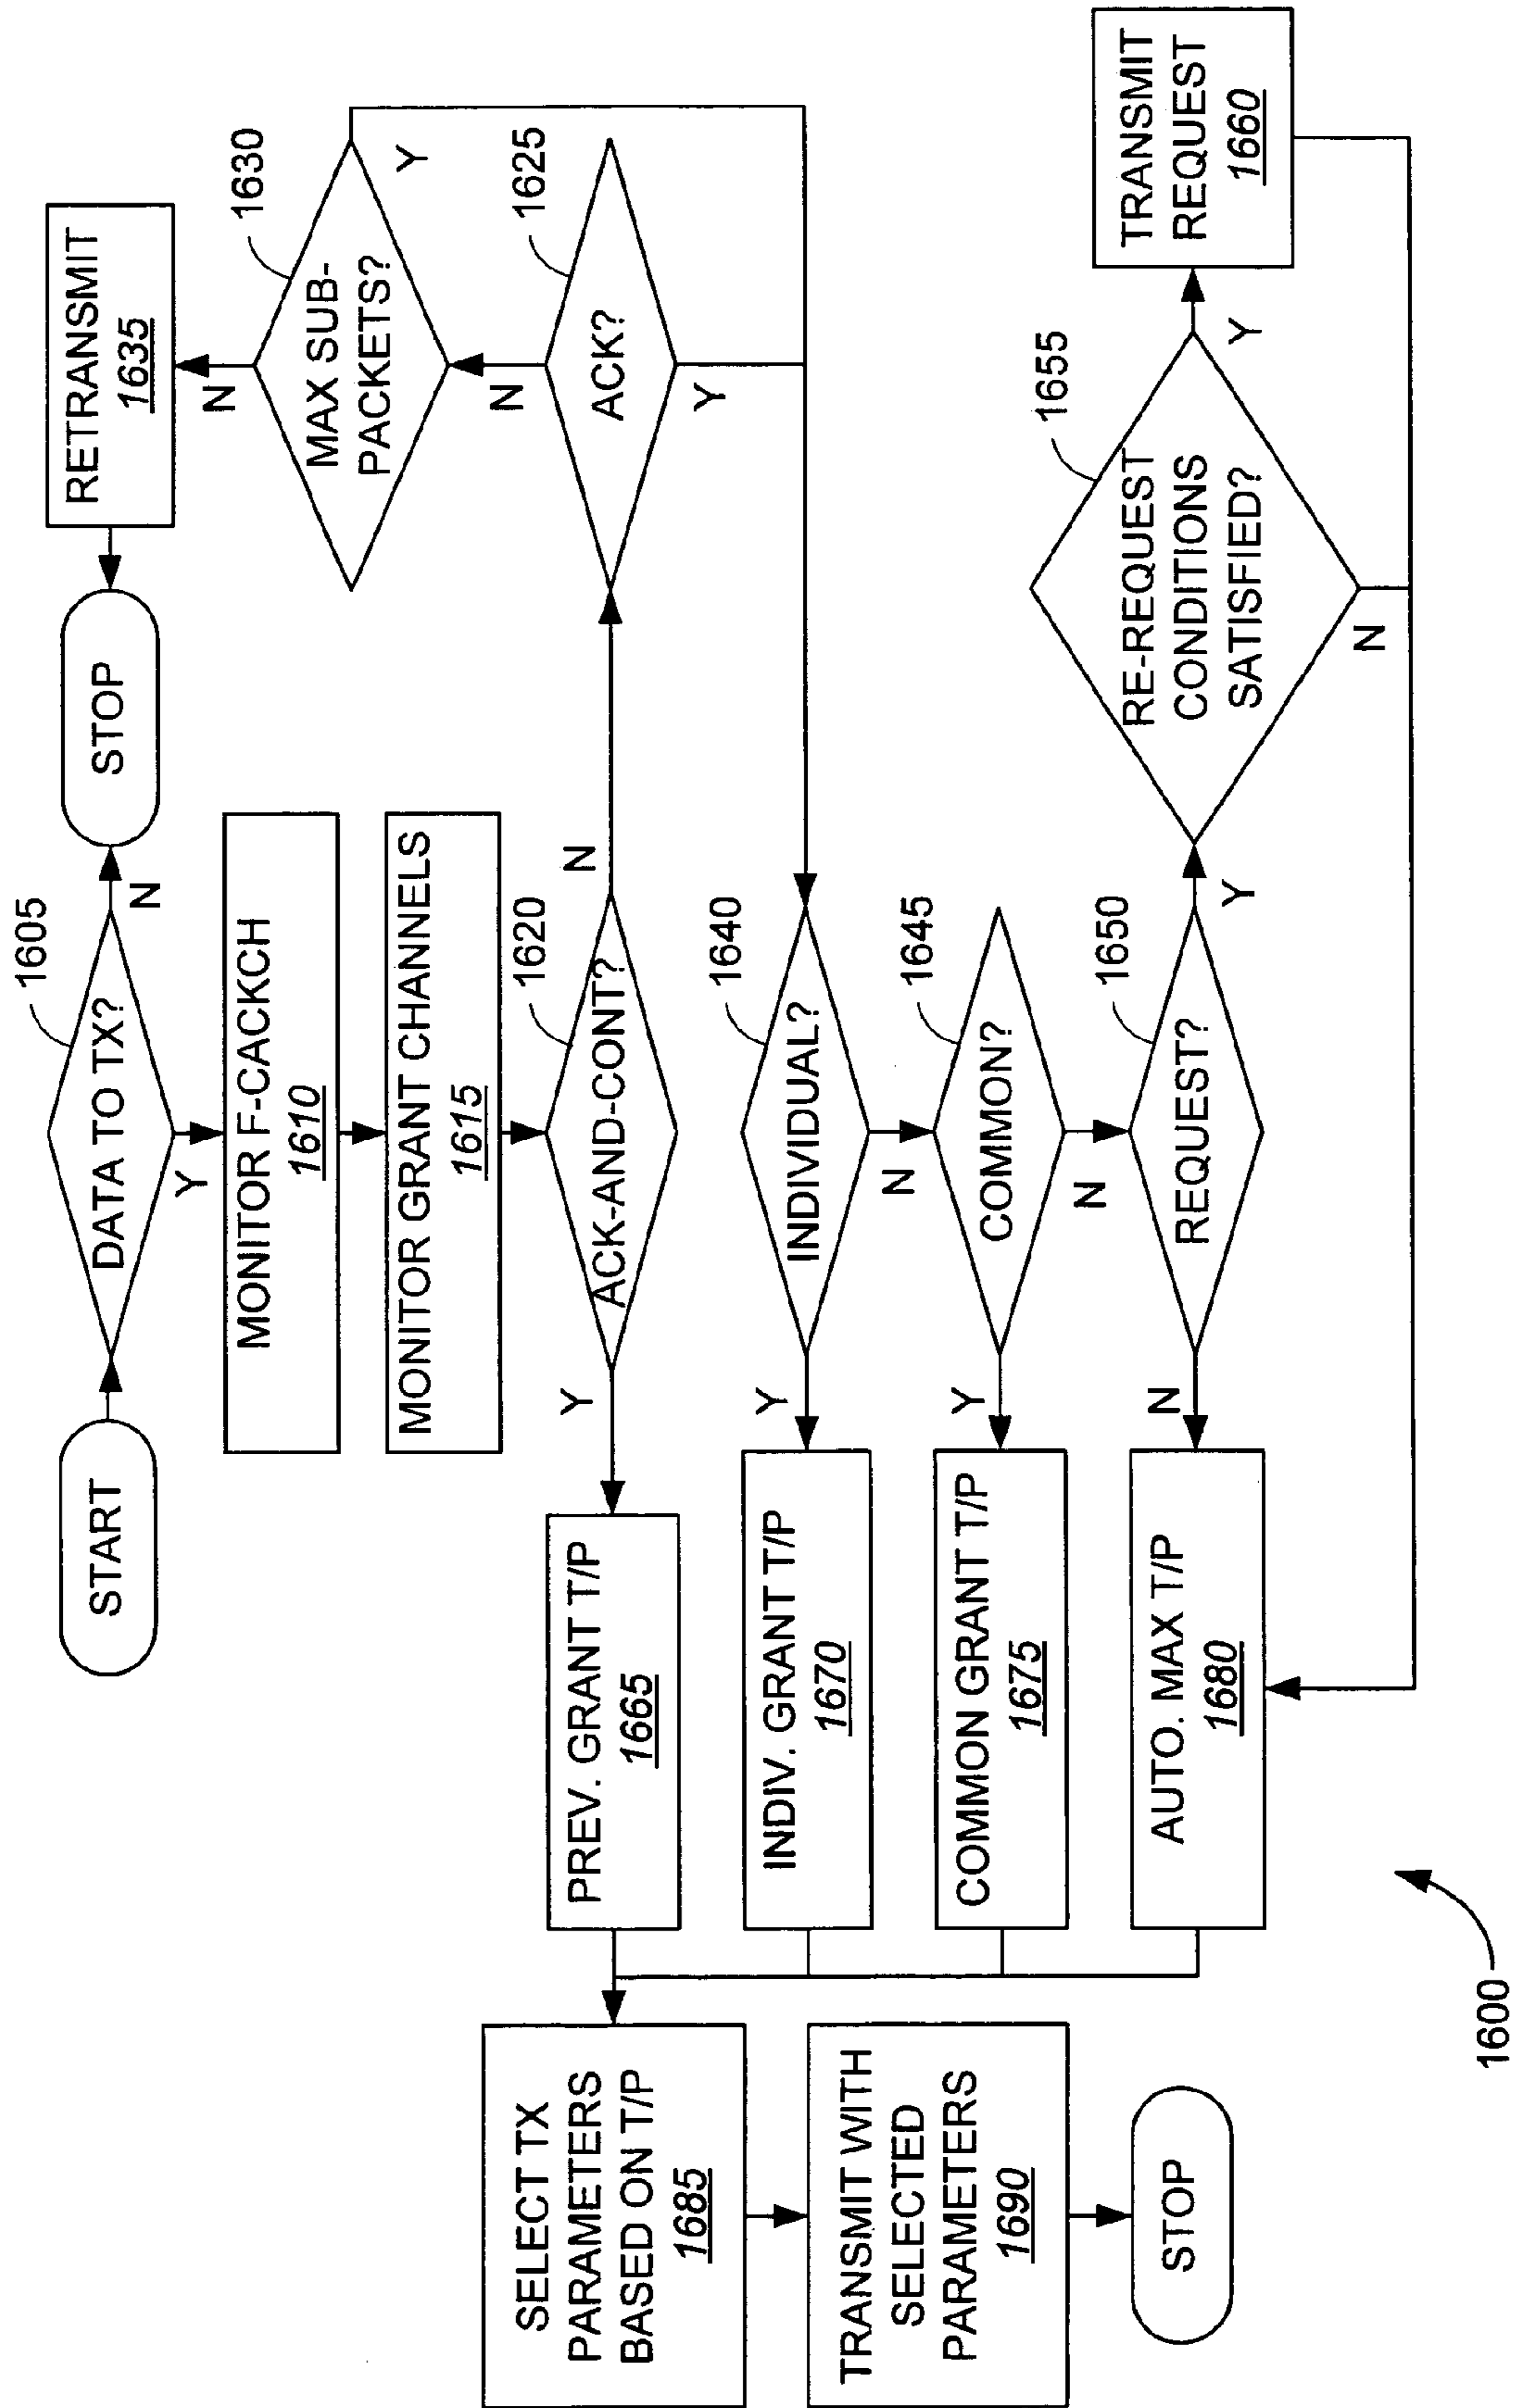 START
DATA TO TX?
1605
Y
N
STOP
RETRANSMIT
1635
MONITOR F-CACKCH
1610
MONITOR GRANT CHANNELS
1615
N
MAX SUB-
PACKETS?
1630
Y
N
ACK?
1625
Y
ACK-AND-CONT?
1620
Y
N
PREV. GRANT T/P
1665
INDIVIDUAL?
1640
Y
N
INDIV. GRANT T/P
1670
COMMON?
1645
Y
N
COMMON GRANT T/P
1675
REQUEST?
1650
N
Y
AUTO. MAX T/P
1680
RE-REQUEST
CONDITIONS
SATISFIED?
1655
Y
N
TRANSMIT
REQUEST
1660
SELECT TX
PARAMETERS
BASED ON T/P
1685
TRANSMIT WITH
SELECTED
PARAMETERS
1690
STOP
1600